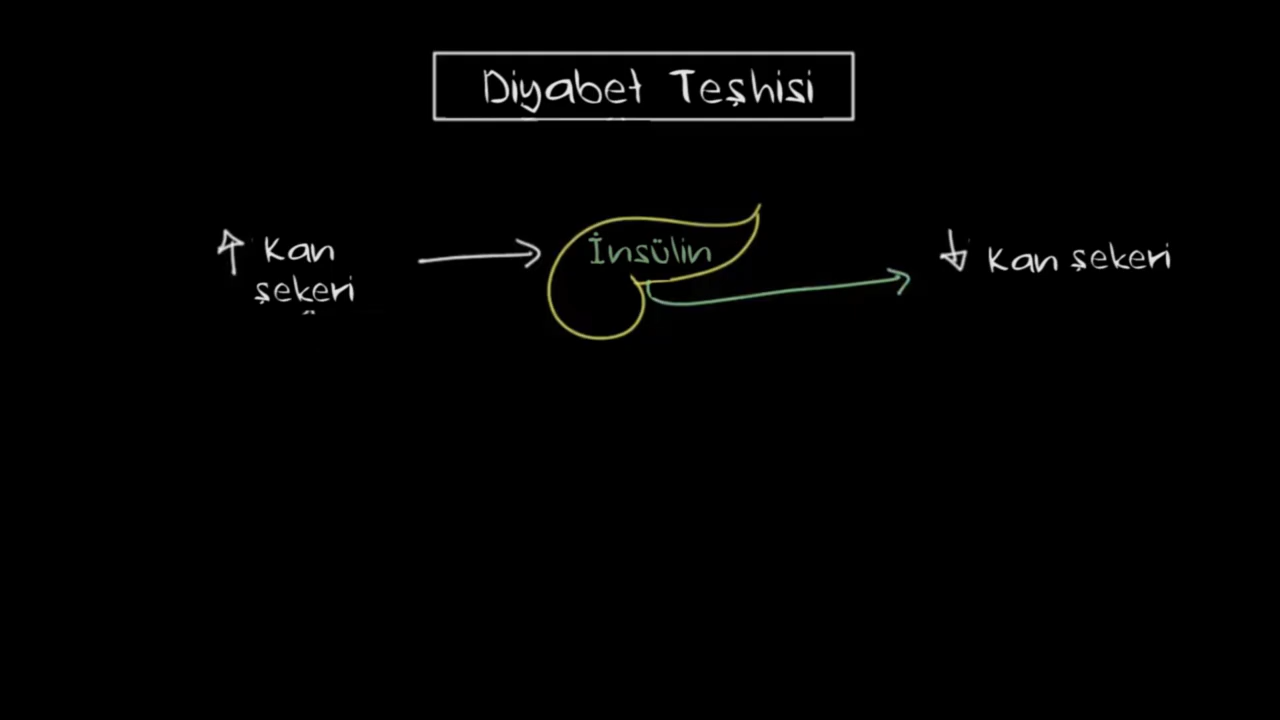 Diyabet Teşhisi
↑ Kan
şekeri
İnsülin
↓ Kan şekeri